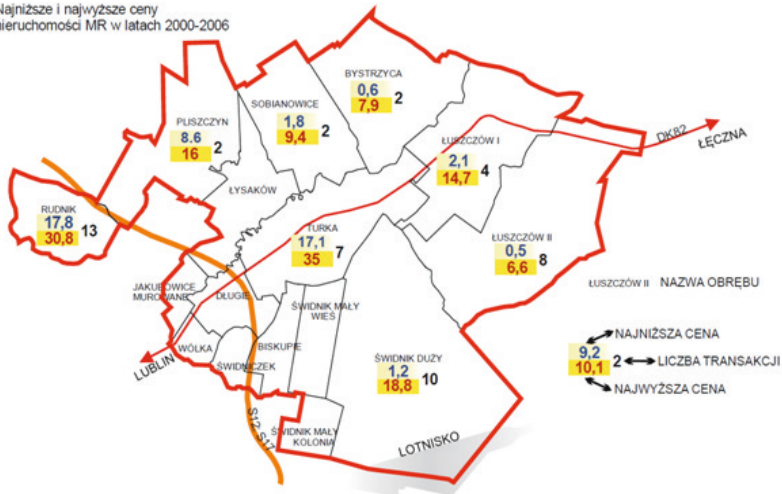 Najniższe i najwyższe ceny
nieruchomości MR w latach 2000-2006
BYSTRZYCA
0,6
7,9
2
SOBIANOWICE
1,8
9,4
2
PLISZCZYN
8.6
16
2
DK82
ŁĘCZNA
ŁUSZCZÓW I
2,1
14,7
4
ŁYSAKÓW
RUDNIK
17,8
30,8
13
TURKA
17,1
35
7
ŁUSZCZÓW II
0,5
6,6
8
ŁUSZCZÓW II NAZWA OBRĘBU
JAKUBOWICE
MUROWANE
DŁUGIE
ŚWIDNIK MAŁY
WIEŚ
WÓLKA
BISKUPIE
ŚWIDNICZEK
LUBLIN
ŚWIDNIK DUŻY
1,2
18,8
10
NAJNIŻSZA CENA
9,2
10,1
2
LICZBA TRANSAKCJI
NAJWYŻSZA CENA
S12, S17
ŚWIDNIK MAŁY
KOLONIA
LOTNISKO